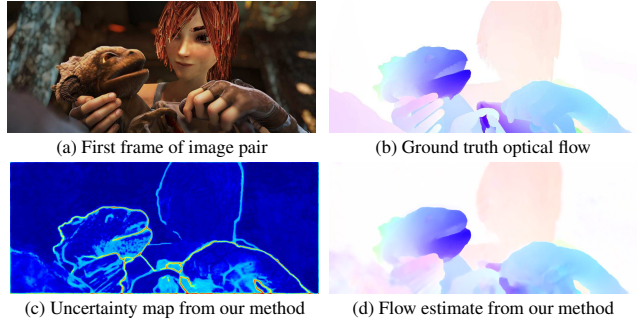 (a) First frame of image pair
(b) Ground truth optical flow
(c) Uncertainty map from our method
(d) Flow estimate from our method